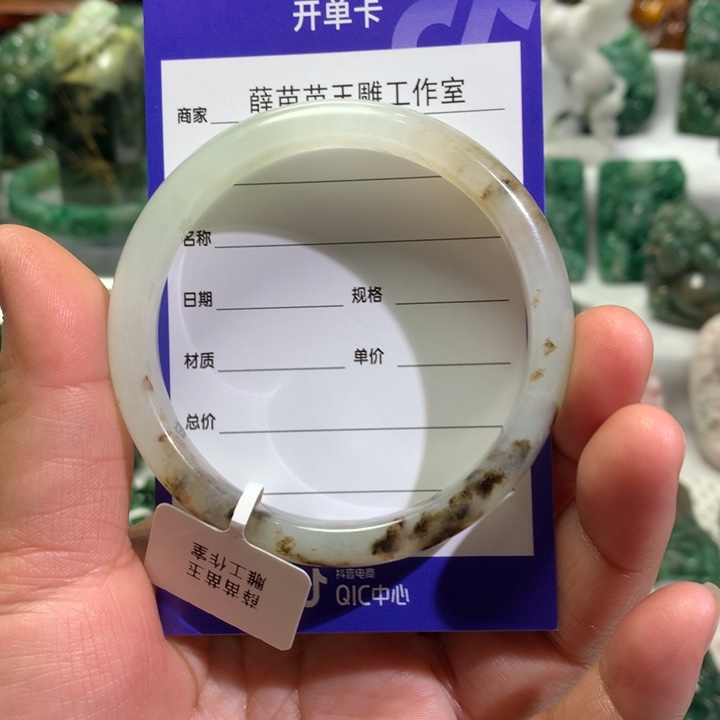 开单卡
商家 薛苗苗玉雕工作室
名称
日期 规格
材质 单价
总价
抖音电商
QIC中心
薛苗苗玉
雕工作室